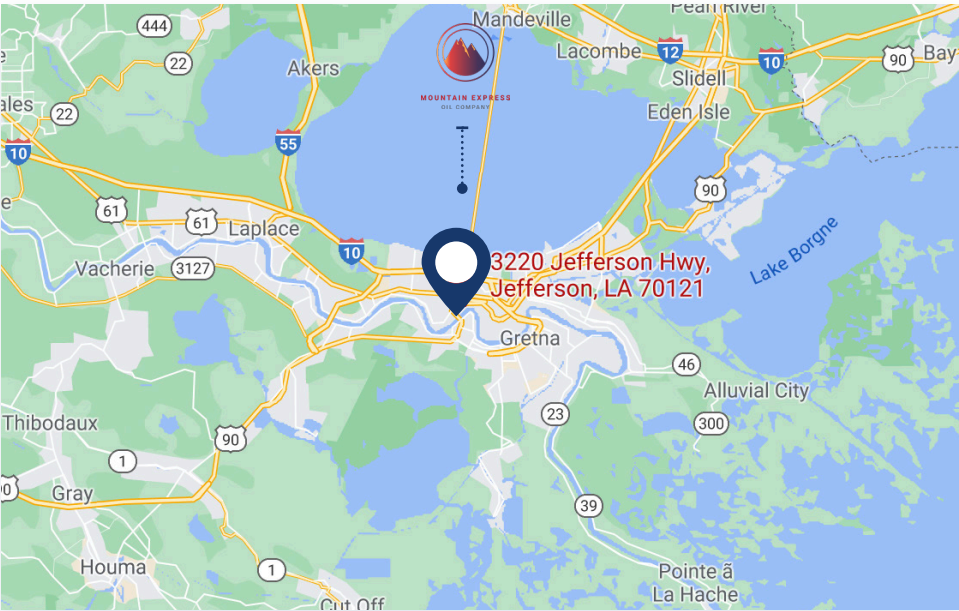 Mandeville
Pearl River
444
22
Akers
Lacombe
12
10
90
Bay
Slidell
MOUNTAIN EXPRESS
OIL COMPANY
22
Eden Isle
55
10
90
61
61
Laplace
10
Lake Borgne
Vacherie
3127
3220 Jefferson Hwy,
Jefferson, LA 70121
Gretna
46
Alluvial City
23
300
Thibodaux
90
1
Gray
39
Houma
1
Pointe ã
La Hache
Cut Off